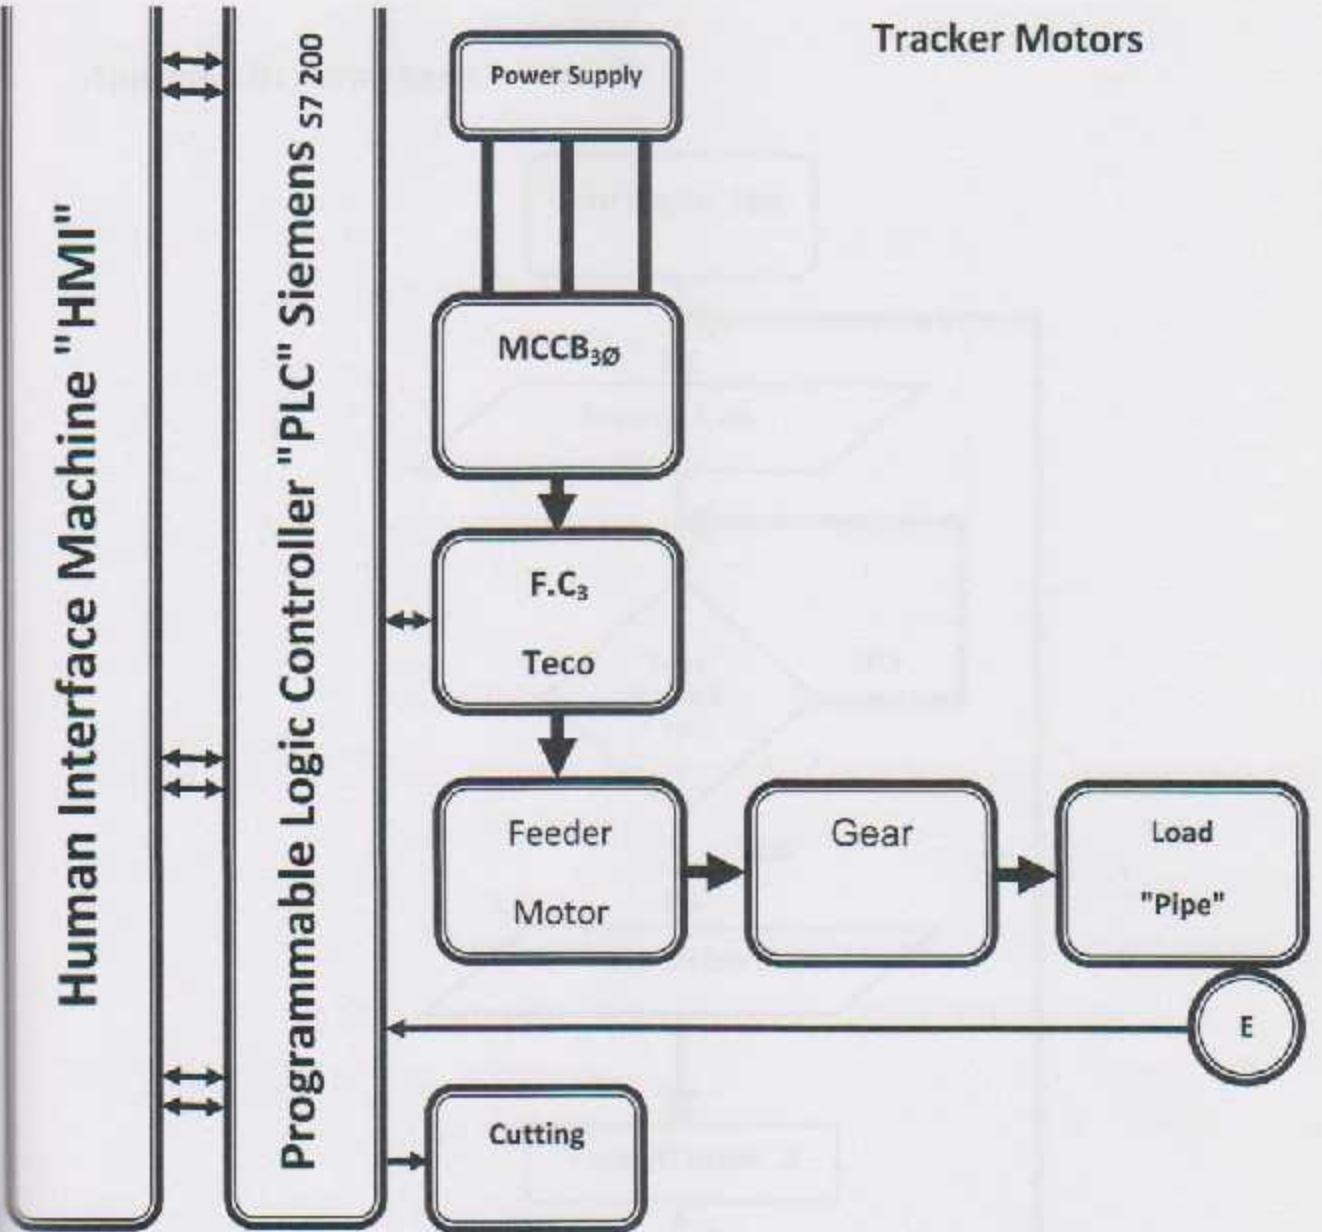 Tracker Motors
Human Interface Machine "HMI"
Programmable Logic Controller "PLC" Siemens S7 200
Power Supply
MCCB₃Ø
F.C₃
Teco
Feeder
Motor
Gear
Load
"Pipe"
E
Cutting